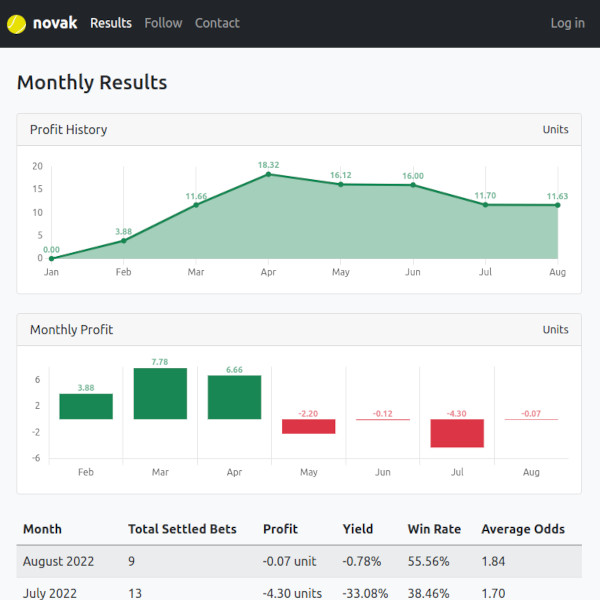 novak Results Follow Contact Log in
Monthly Results
Profit History Units
20
15
10
5
0
0.00 3.88 11.66 18.32 16.12 16.00 11.70 11.63
Jan Feb Mar Apr May Jun Jul Aug
Monthly Profit Units
6
2
-2
-6
3.88 7.78 6.66 -2.20 -0.12 -4.30 -0.07
Feb Mar Apr May Jun Jul Aug
Month Total Settled Bets Profit Yield Win Rate Average Odds
August 2022 9 -0.07 unit -0.78% 55.56% 1.84
July 2022 13 -4.30 units -33.08% 38.46% 1.70